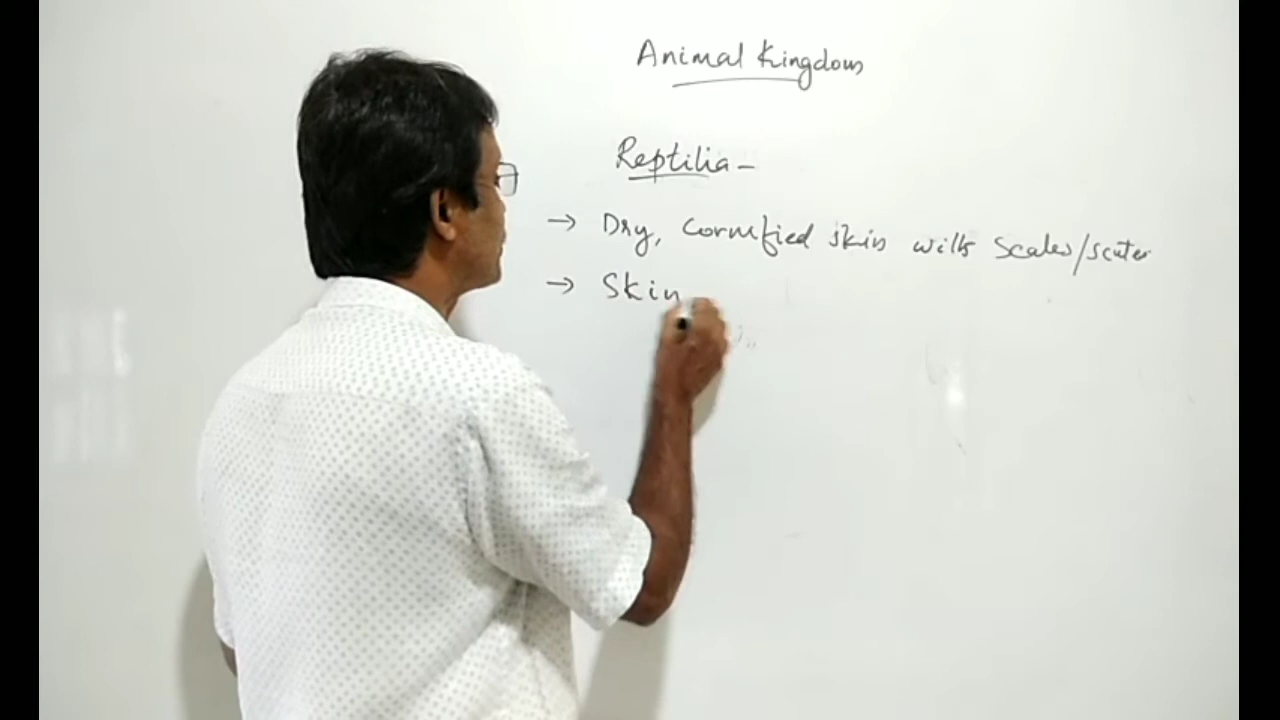 Animal Kingdom
Reptilia -
→ Dry, cornified skin with scales/scutes
→ Skin